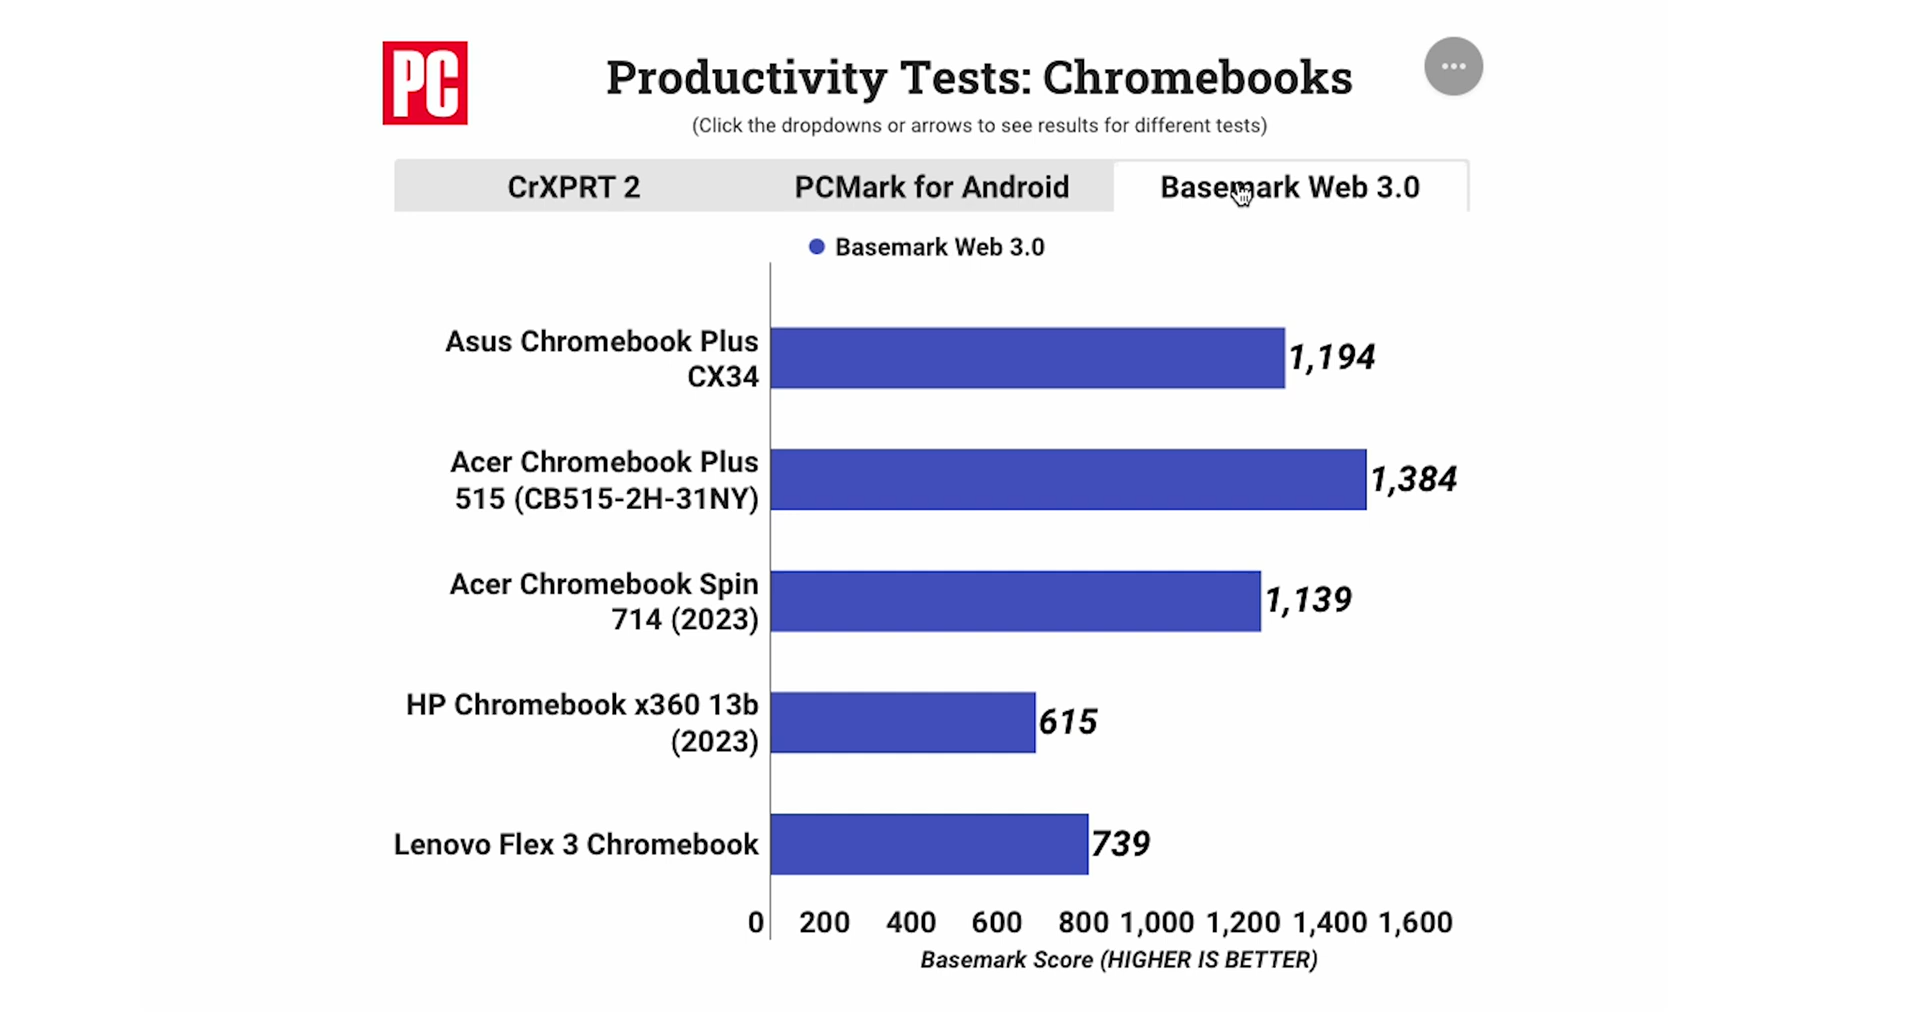 PC
Productivity Tests: Chromebooks
(Click the dropdowns or arrows to see results for different tests)
CrXPRT 2 PCMark for Android Basemark Web 3.0
Basemark Web 3.0
Asus Chromebook Plus
CX34
1,194
Acer Chromebook Plus
515 (CB515-2H-31NY)
1,384
Acer Chromebook Spin
714 (2023)
1,139
HP Chromebook x360 13b
(2023)
615
Lenovo Flex 3 Chromebook
739
0 200 400 600 800 1,000 1,200 1,400 1,600
Basemark Score (HIGHER IS BETTER)